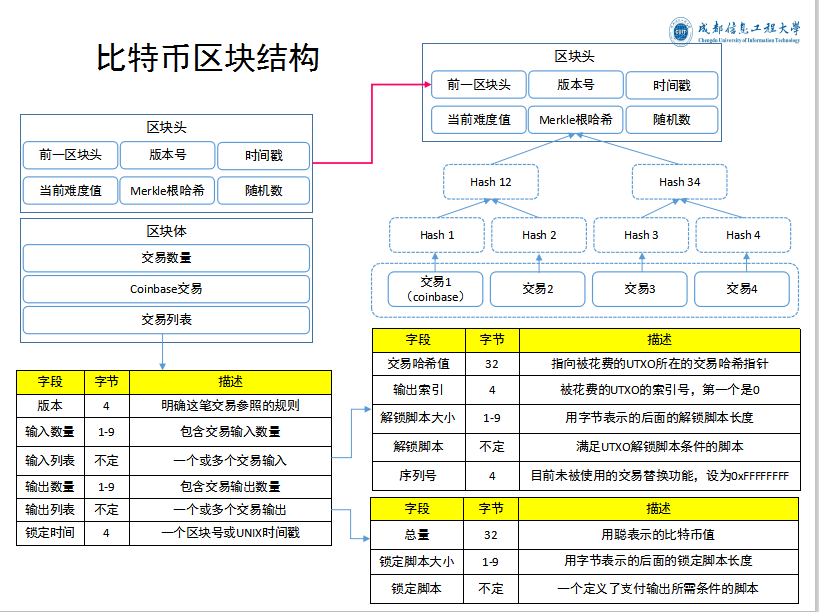 成都信息工程大学
Chengdu University of Information Technology
比特币区块结构
区块头
前一区块头 版本号 时间戳
当前难度值 Merkle根哈希 随机数
区块体
交易数量
Coinbase交易
交易列表
区块头
前一区块头 版本号 时间戳
当前难度值 Merkle根哈希 随机数
Hash 12 Hash 34
Hash 1 Hash 2 Hash 3 Hash 4
交易1
（coinbase） 交易2 交易3 交易4
字段 字节 描述
版本 4 明确这笔交易参照的规则
输入数量 1-9 包含交易输入数量
输入列表 不定 一个或多个交易输入
输出数量 1-9 包含交易输出数量
输出列表 不定 一个或多个交易输出
锁定时间 4 一个区块号或UNIX时间戳
字段 字节 描述
交易哈希值 32 指向被花费的UTXO所在的交易哈希指针
输出索引 4 被花费的UTXO的索引号，第一个是0
解锁脚本大小 1-9 用字节表示的后面的解锁脚本长度
解锁脚本 不定 满足UTXO解锁脚本条件的脚本
序列号 4 目前未被使用的交易替换功能，设为0xFFFFFFFF
字段 字节 描述
总量 32 用聪表示的比特币值
锁定脚本大小 1-9 用字节表示的后面的锁定脚本长度
锁定脚本 不定 一个定义了支付输出所需条件的脚本